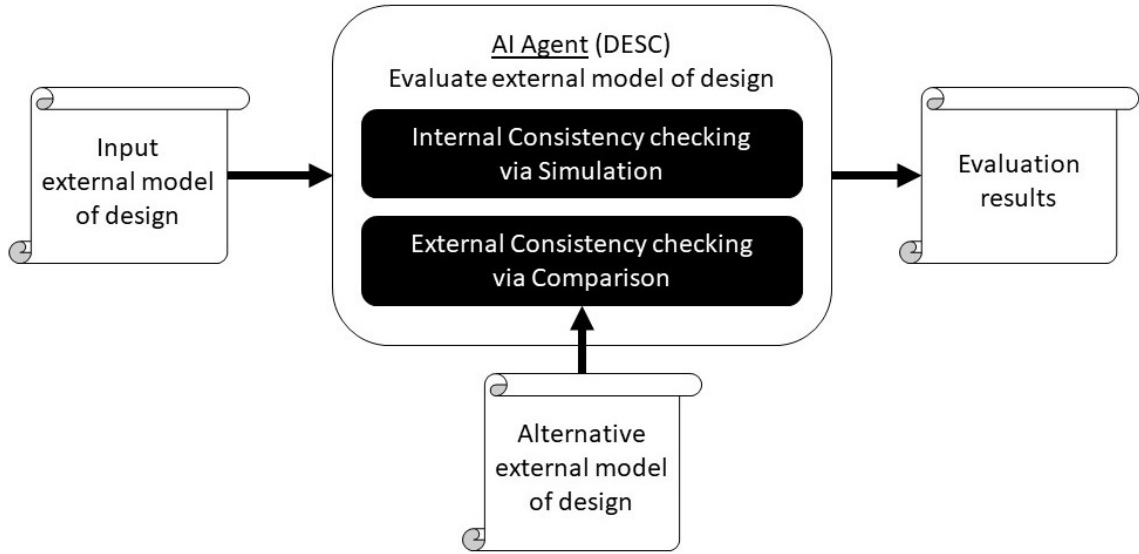 AI Agent (DESC)
Evaluate external model of design
Input
external model
of design
Internal Consistency checking
via Simulation
External Consistency checking
via Comparison
Evaluation
results
Alternative
external model
of design